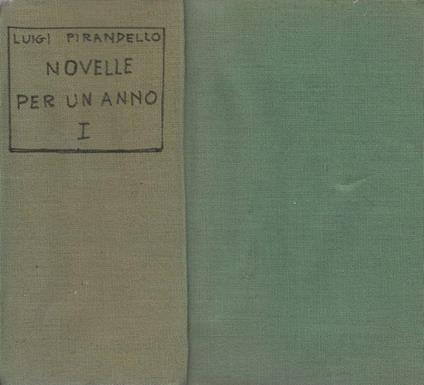 LUIGI PIRANDELLO
NOVELLE
PER UN ANNO
I